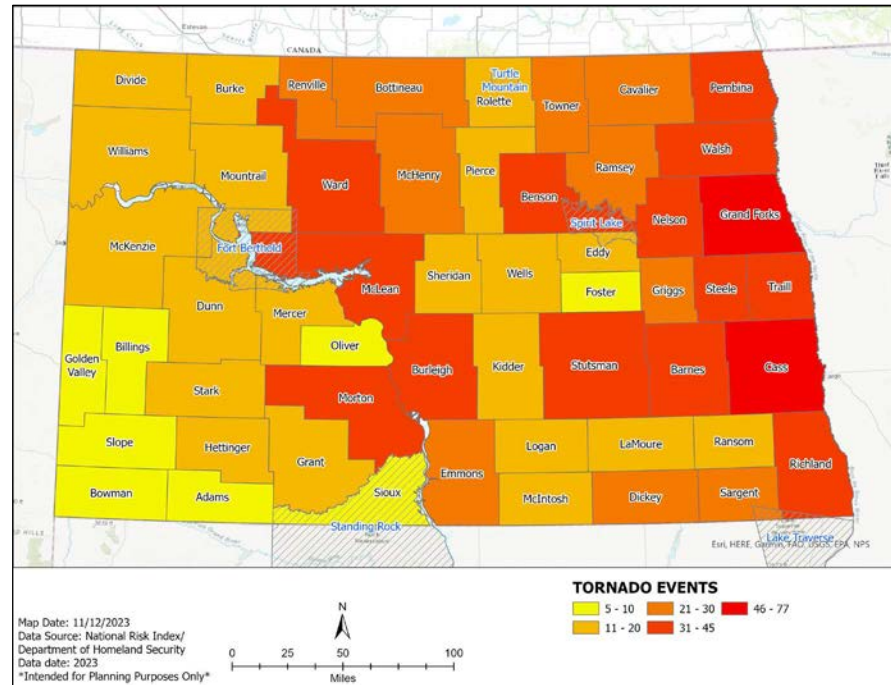 Estevan
CANADA
Divide
Burke
Renville
Bottineau
Turtle
Mountain
Rolette
Towner
Cavalier
Pembina
Williams
Mountrail
Ward
McHenry
Pierce
Benson
Ramsey
Walsh
Spirit Lake
Nelson
Grand Forks
McKenzie
Fort Berthold
McLean
Sheridan
Wells
Eddy
Foster
Griggs
Steele
Traill
Dunn
Mercer
Oliver
Golden
Valley
Billings
Stark
Burleigh
Kidder
Stutsman
Barnes
Cass
Morton
Slope
Hettinger
Grant
Logan
LaMoure
Ransom
Richland
Emmons
Bowman
Adams
Sioux
McIntosh
Dickey
Sargent
Standing Rock
Lake Traverse
Esri, HERE, Garmin, FAO, USGS, EPA, NPS
TORNADO EVENTS
5 - 10
21 - 30
46 - 77
11 - 20
31 - 45
Map Date: 11/12/2023
Data Source: National Risk Index/
Department of Homeland Security
Data date: 2023
*Intended for Planning Purposes Only*
N
0 25 50 100
Miles